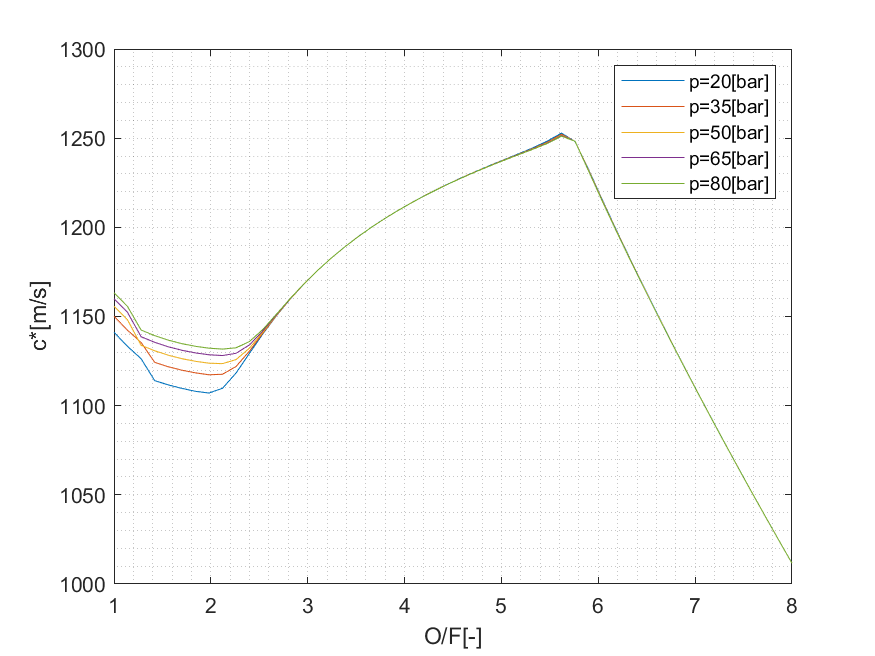 1300
1250
1200
1150
1100
1050
1000
c*[m/s]
p=20[bar]
p=35[bar]
p=50[bar]
p=65[bar]
p=80[bar]
1 2 3 4 5 6 7 8
O/F[-]